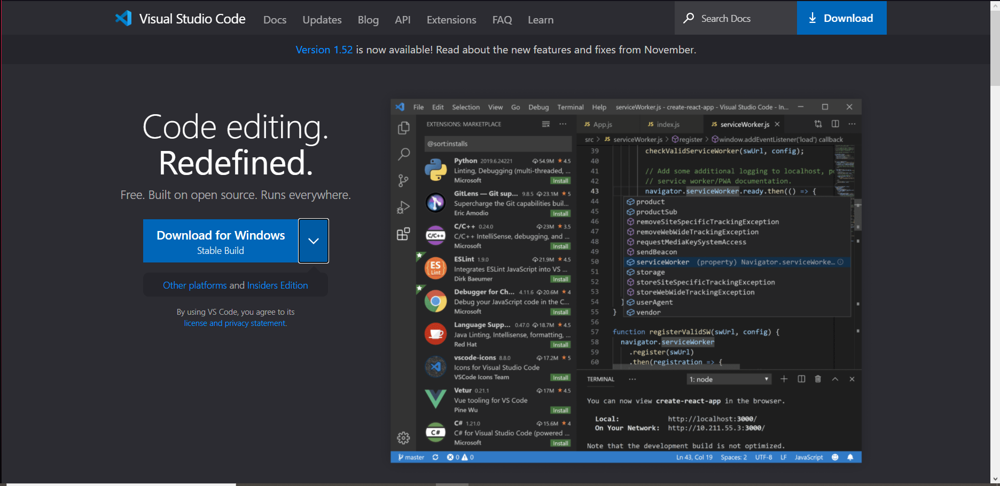 Visual Studio Code Docs Updates Blog API Extensions FAQ Learn Search Docs Download
Version 1.52 is now available! Read about the new features and fixes from November.
Code editing.
Redefined.
Free. Built on open source. Runs everywhere.
Download for Windows
Stable Build
Other platforms and Insiders Edition
By using VS Code, you agree to its
license and privacy statement.
File Edit Selection View Go Debug Terminal Help serviceWorker.js - create-react-app - Visual Studio Code - In...
EXTENSIONS: MARKETPLACE
@sort:installs
Python 2019.6.24221 54.9M ★ 4.5
Linting, Debugging (multi-threaded, ...
Microsoft Install
GitLens — Git sup... 9.8.5 23.1M ★ 5
Supercharge the Git capabilities buil...
Eric Amodio Install
C/C++
C/C++ 0.24.0 23M ★ 3.5
C/C++ IntelliSense, debugging, and ...
Microsoft Install
ES
Lint
ESLint 1.9.0 21.9M ★ 4.5
Integrates ESLint JavaScript into VS ...
Dirk Baeumer Install
Debugger for Ch... 4.11.6 20.6M ★ 4
Debug your JavaScript code in the C...
Microsoft Install
Language Supp... 0.47.0 18.7M ★ 4.5
Java Linting, Intellisense, formatting, ...
Red Hat Install
vscode-icons 8.8.0 17.2M ★ 5
Icons for Visual Studio Code
VSCode Icons Team Install
Vetur 0.21.1 17M ★ 4.5
Vue tooling for VS Code
Pine Wu Install
C#
C# 1.21.0 15.6M ★ 4
C# for Visual Studio Code (powered ...
Microsoft Install
JS App.js JS index.js JS serviceWorker.js
src > JS serviceWorker.js > register > window.addEventListener('load') callback
39 checkValidServiceWorker(swUrl, config);
40
41 // Add some additional logging to localhost, p
42 // service worker/PWA documentation.
43 navigator.serviceWorker.ready.then(() => {
44 product
45 productSub
46 removeSiteSpecificTrackingException
47 removeWebWideTrackingException
48 requestMediaKeySystemAccess
49 sendBeacon
50 serviceWorker (property) Navigator.serviceWorke...
51 storage
52 storeSiteSpecificTrackingException
53 storeWebWideTrackingException
54 } userAgent
55 } vendor
56
57 function registerValidSW(swUrl, config) {
58 navigator.serviceWorker
59 .register(swUrl)
60 .then(registration => {
TERMINAL ... 1: node
You can now view create-react-app in the browser.
Local: http://localhost:3000/
On Your Network: http://10.211.55.3:3000/
Note that the development build is not optimized.
master 0 0 Ln 43, Col 19 Spaces: 2 UTF-8 LF JavaScript